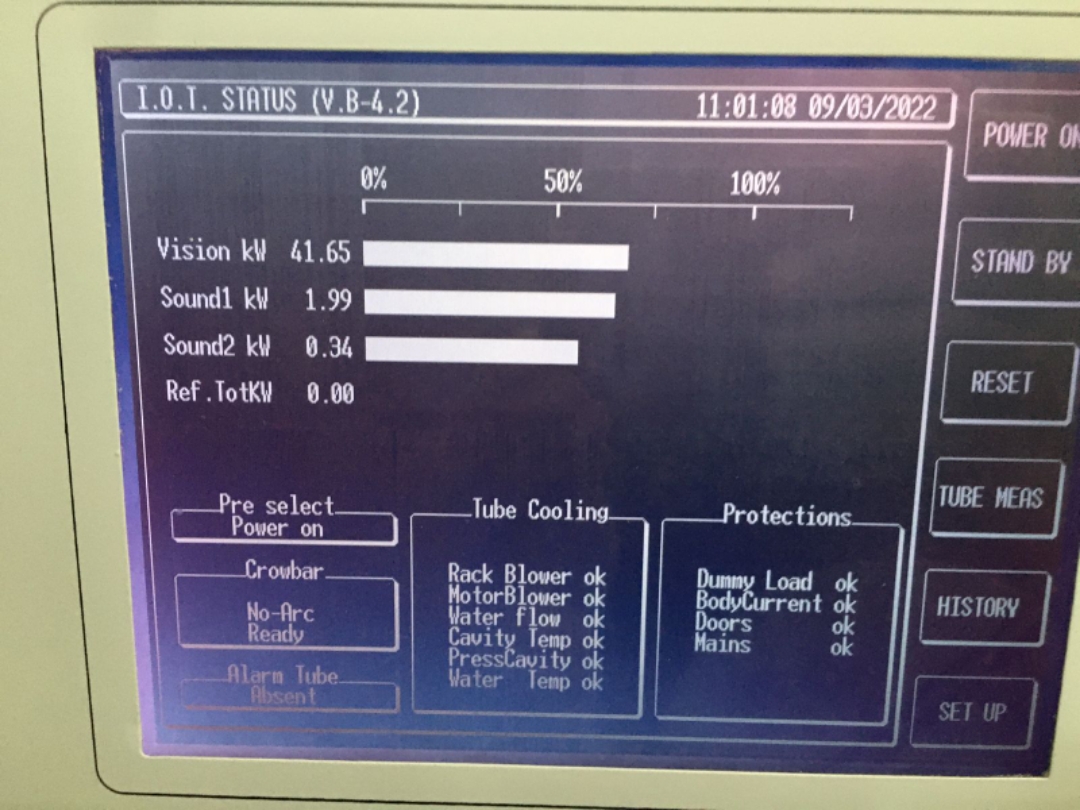 I.O.T. STATUS (V.B-4.2) 11:01:08 09/03/2022
0% 50% 100%
Vision kW 41.65
Sound1 kW 1.99
Sound2 kW 0.34
Ref.TotKW 0.00
Pre select
Power on
Crowbar
No-Arc
Ready
Alarm Tube
Absent
Tube Cooling
Rack Blower ok
MotorBlower ok
Water flow ok
Cavity Temp ok
PressCavity ok
Water Temp ok
Protections
Dummy Load ok
BodyCurrent ok
Doors ok
Mains ok
POWER ON
STAND BY
RESET
TUBE MEAS
HISTORY
SET UP